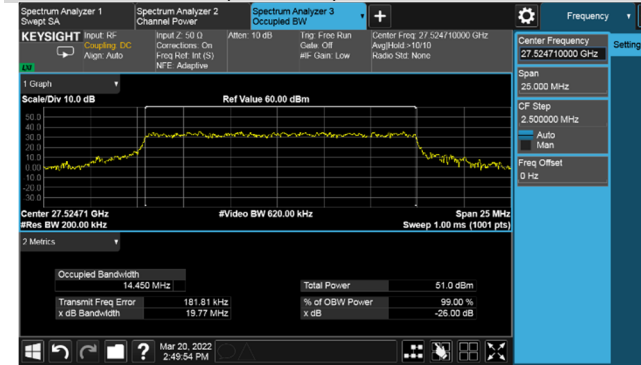 Spectrum Analyzer 1
Swept SA
Spectrum Analyzer 2
Channel Power
Spectrum Analyzer 3
Occupied BW
Frequency
KEYSIGHT
Input: RF
Coupling: DC
Align: Auto
Input Z: 50 Ω
Corrections: On
Freq Ref: Int (S)
NFE: Adaptive
Atten: 10 dB
Trig: Free Run
Gate: Off
#IF Gain: Low
Center Freq: 27.524710000 GHz
Avg|Hold:>10/10
Radio Std: None
Center Frequency
27.524710000 GHz
Settings
Span
25.000 MHz
CF Step
2.500000 MHz
Auto
Man
Freq Offset
0 Hz
1 Graph
Scale/Div 10.0 dB
Ref Value 60.00 dBm
50.0
40.0
30.0
20.0
10.0
0.00
-10.0
-20.0
-30.0
Center 27.52471 GHz
#Res BW 200.00 kHz
#Video BW 620.00 kHz
Span 25 MHz
Sweep 1.00 ms (1001 pts)
2 Metrics
Occupied Bandwidth
14.450 MHz
Total Power
51.0 dBm
Transmit Freq Error
181.81 kHz
% of OBW Power
99.00 %
x dB Bandwidth
19.77 MHz
x dB
-26.00 dB
?
Mar 20, 2022
2:49:54 PM